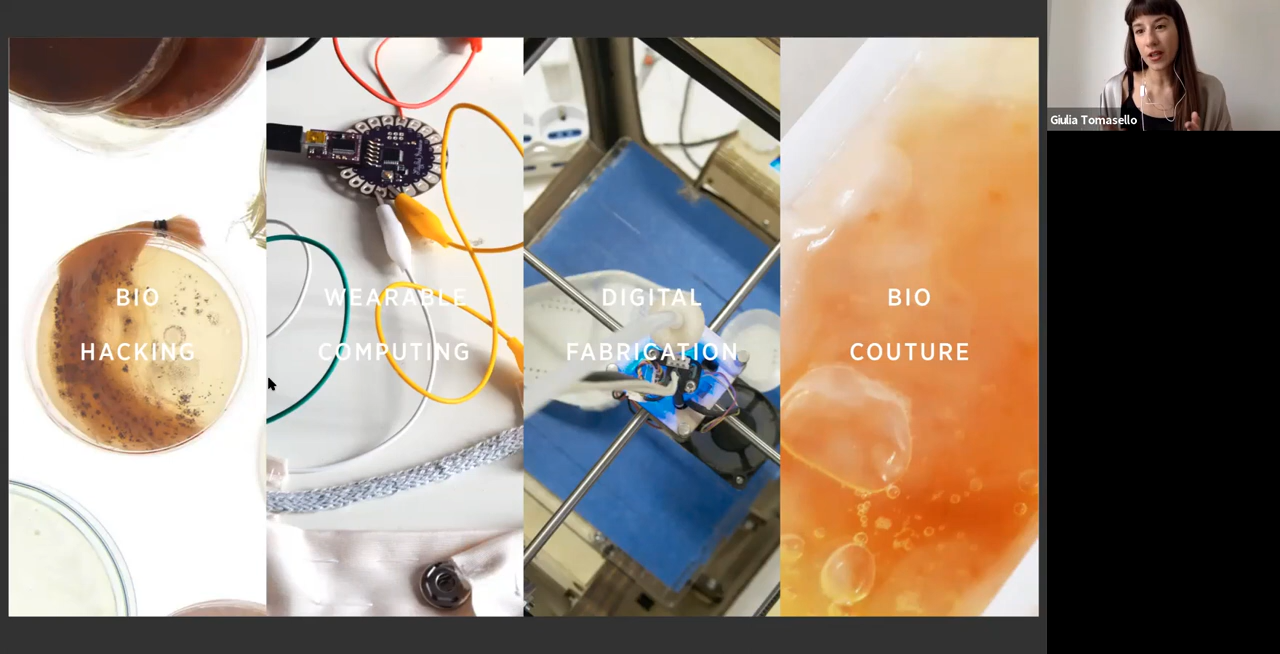 BIO
HACKING
WEARABLE
COMPUTING
DIGITAL
FABRICATION
BIO
COUTURE
Giulia Tomasello